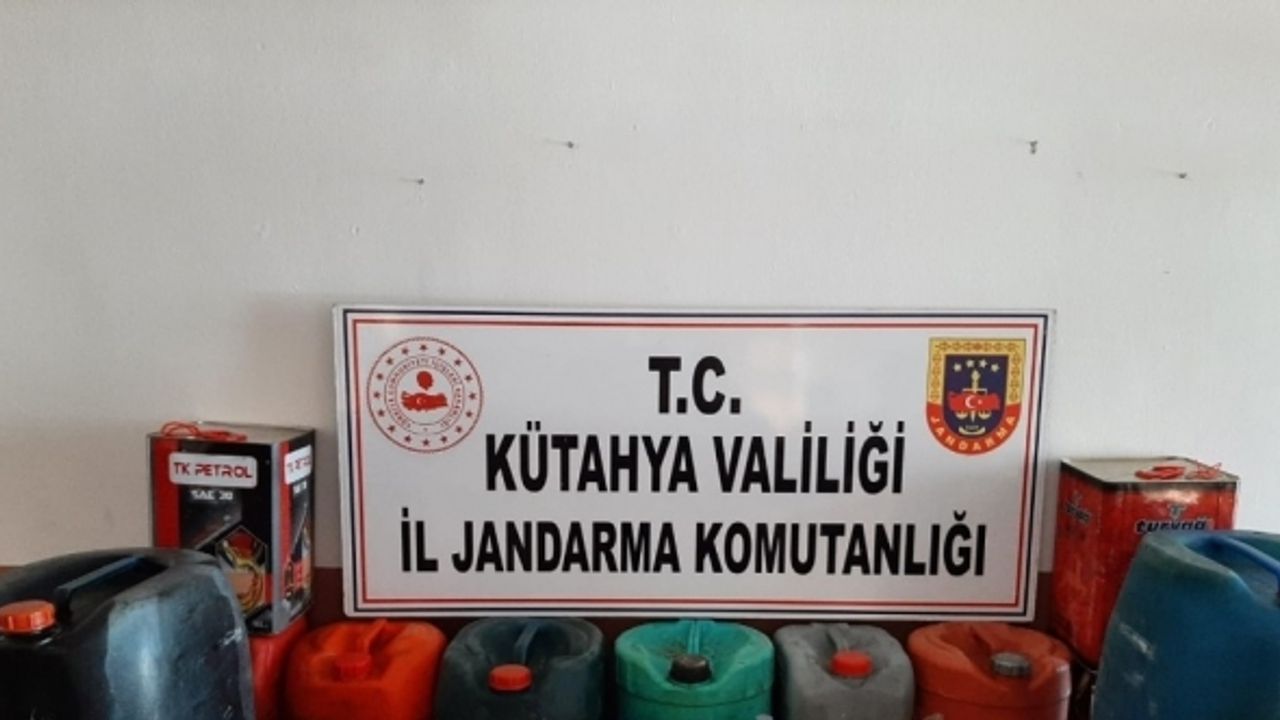 T.C.
KÜTAHYA VALİLİĞİ
İL JANDARMA KOMUTANLIĞI
JANDARMA
TK PETROL
SAE 30